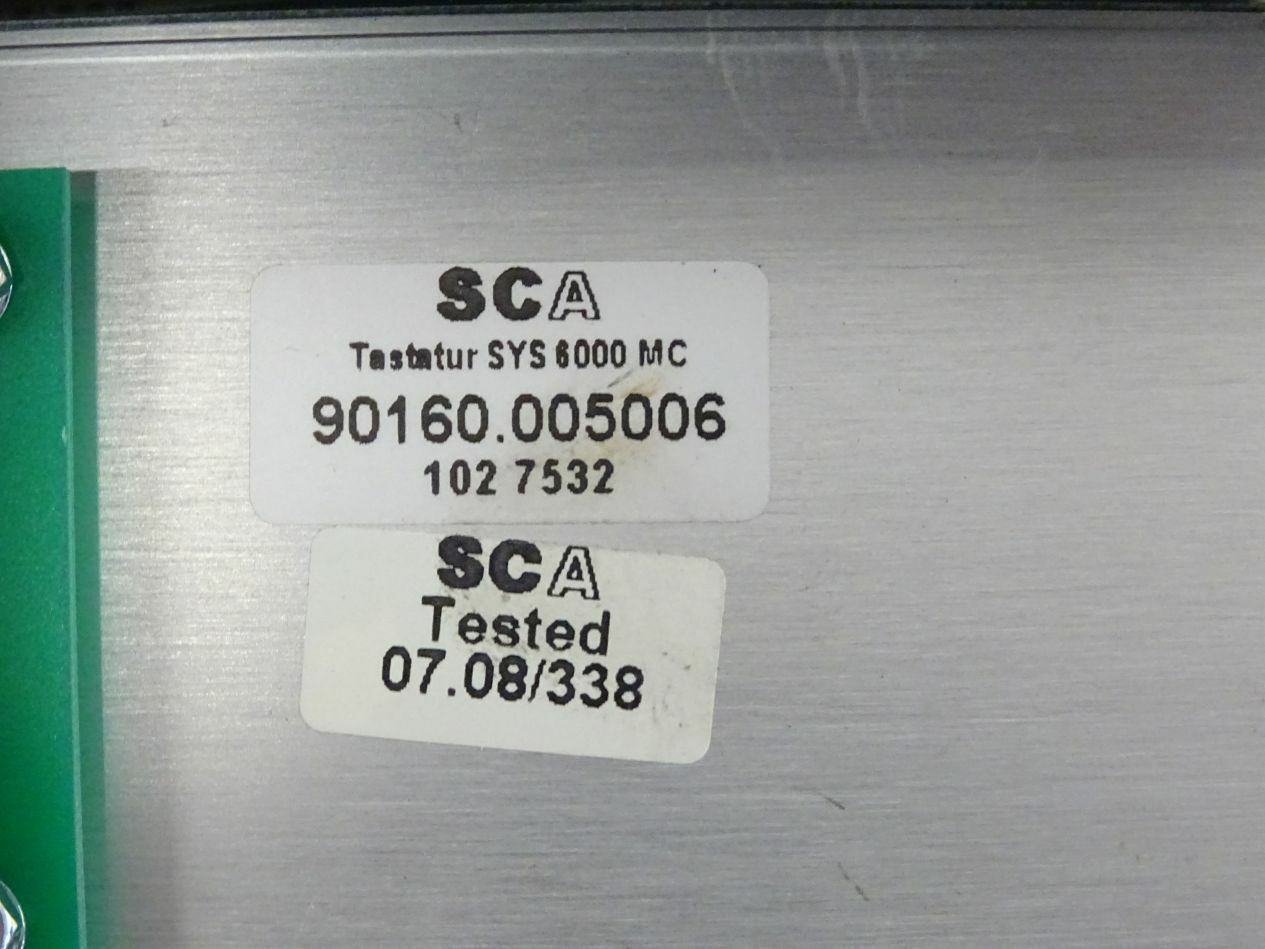 SCA
Tastatur SYS 6000 MC
90160.005006
102 7532
SCA
Tested
07.08/338